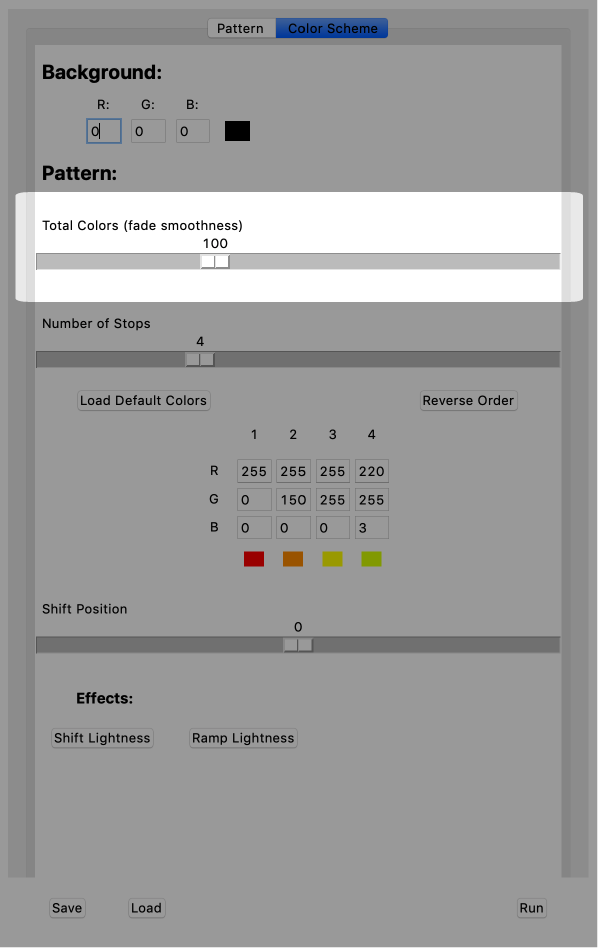 Pattern Color Scheme
Background:
R: G: B:
0 0 0
Pattern:
Total Colors (fade smoothness)
100
Number of Stops
4
Load Default Colors Reverse Order
1 2 3 4
R 255 255 255 220
G 0 150 255 255
B 0 0 0 3
Shift Position
0
Effects:
Shift Lightness Ramp Lightness
Save Load Run